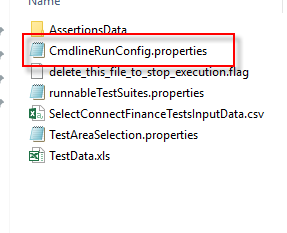 Name
AssertionsData
CmdlineRunConfig.properties
delete_this_file_to_stop_execution.flag
runnableTestSuites.properties
SelectConnectFinanceTestsInputData.csv
TestAreaSelection.properties
TestData.xls